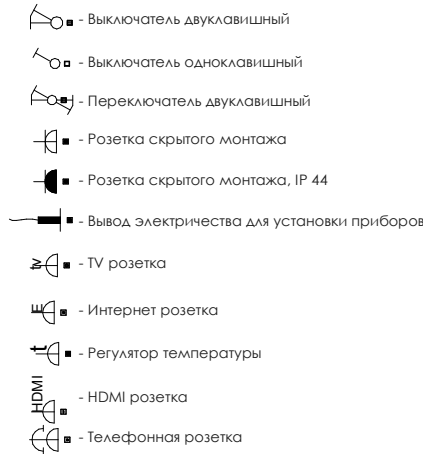 - Выключатель двуклавишный
- Выключатель одноклавишный
- Переключатель двуклавишный
- Розетка скрытого монтажа
- Розетка скрытого монтажа, IP 44
- Вывод электричества для установки приборов
tv - TV розетка
E - Интернет розетка
t - Регулятор температуры
HDMI - HDMI розетка
- Телефонная розетка